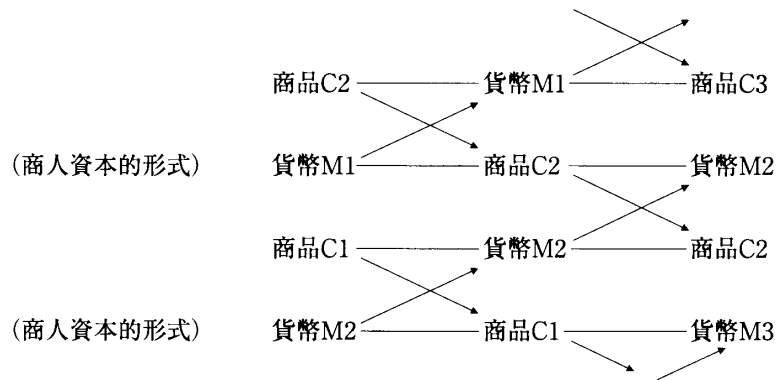 商品C2 貨幣M1 商品C3
(商人資本的形式) 貨幣M1 商品C2 貨幣M2
商品C1 貨幣M2 商品C2
(商人資本的形式) 貨幣M2 商品C1 貨幣M3